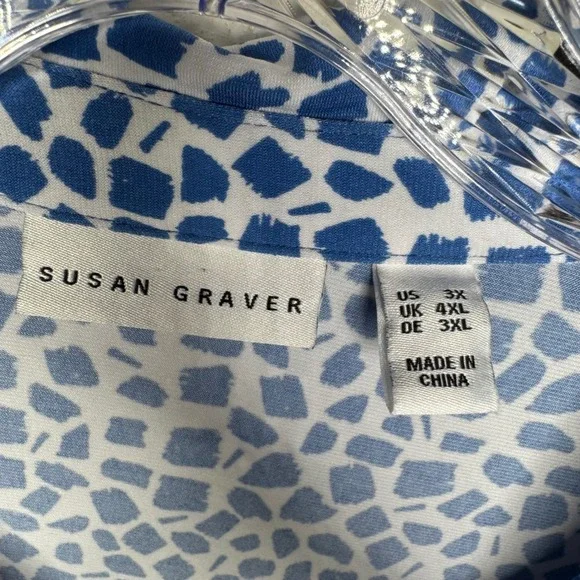 SUSAN GRAVER
US 3X
UK 4XL
DE 3XL
MADE IN
CHINA